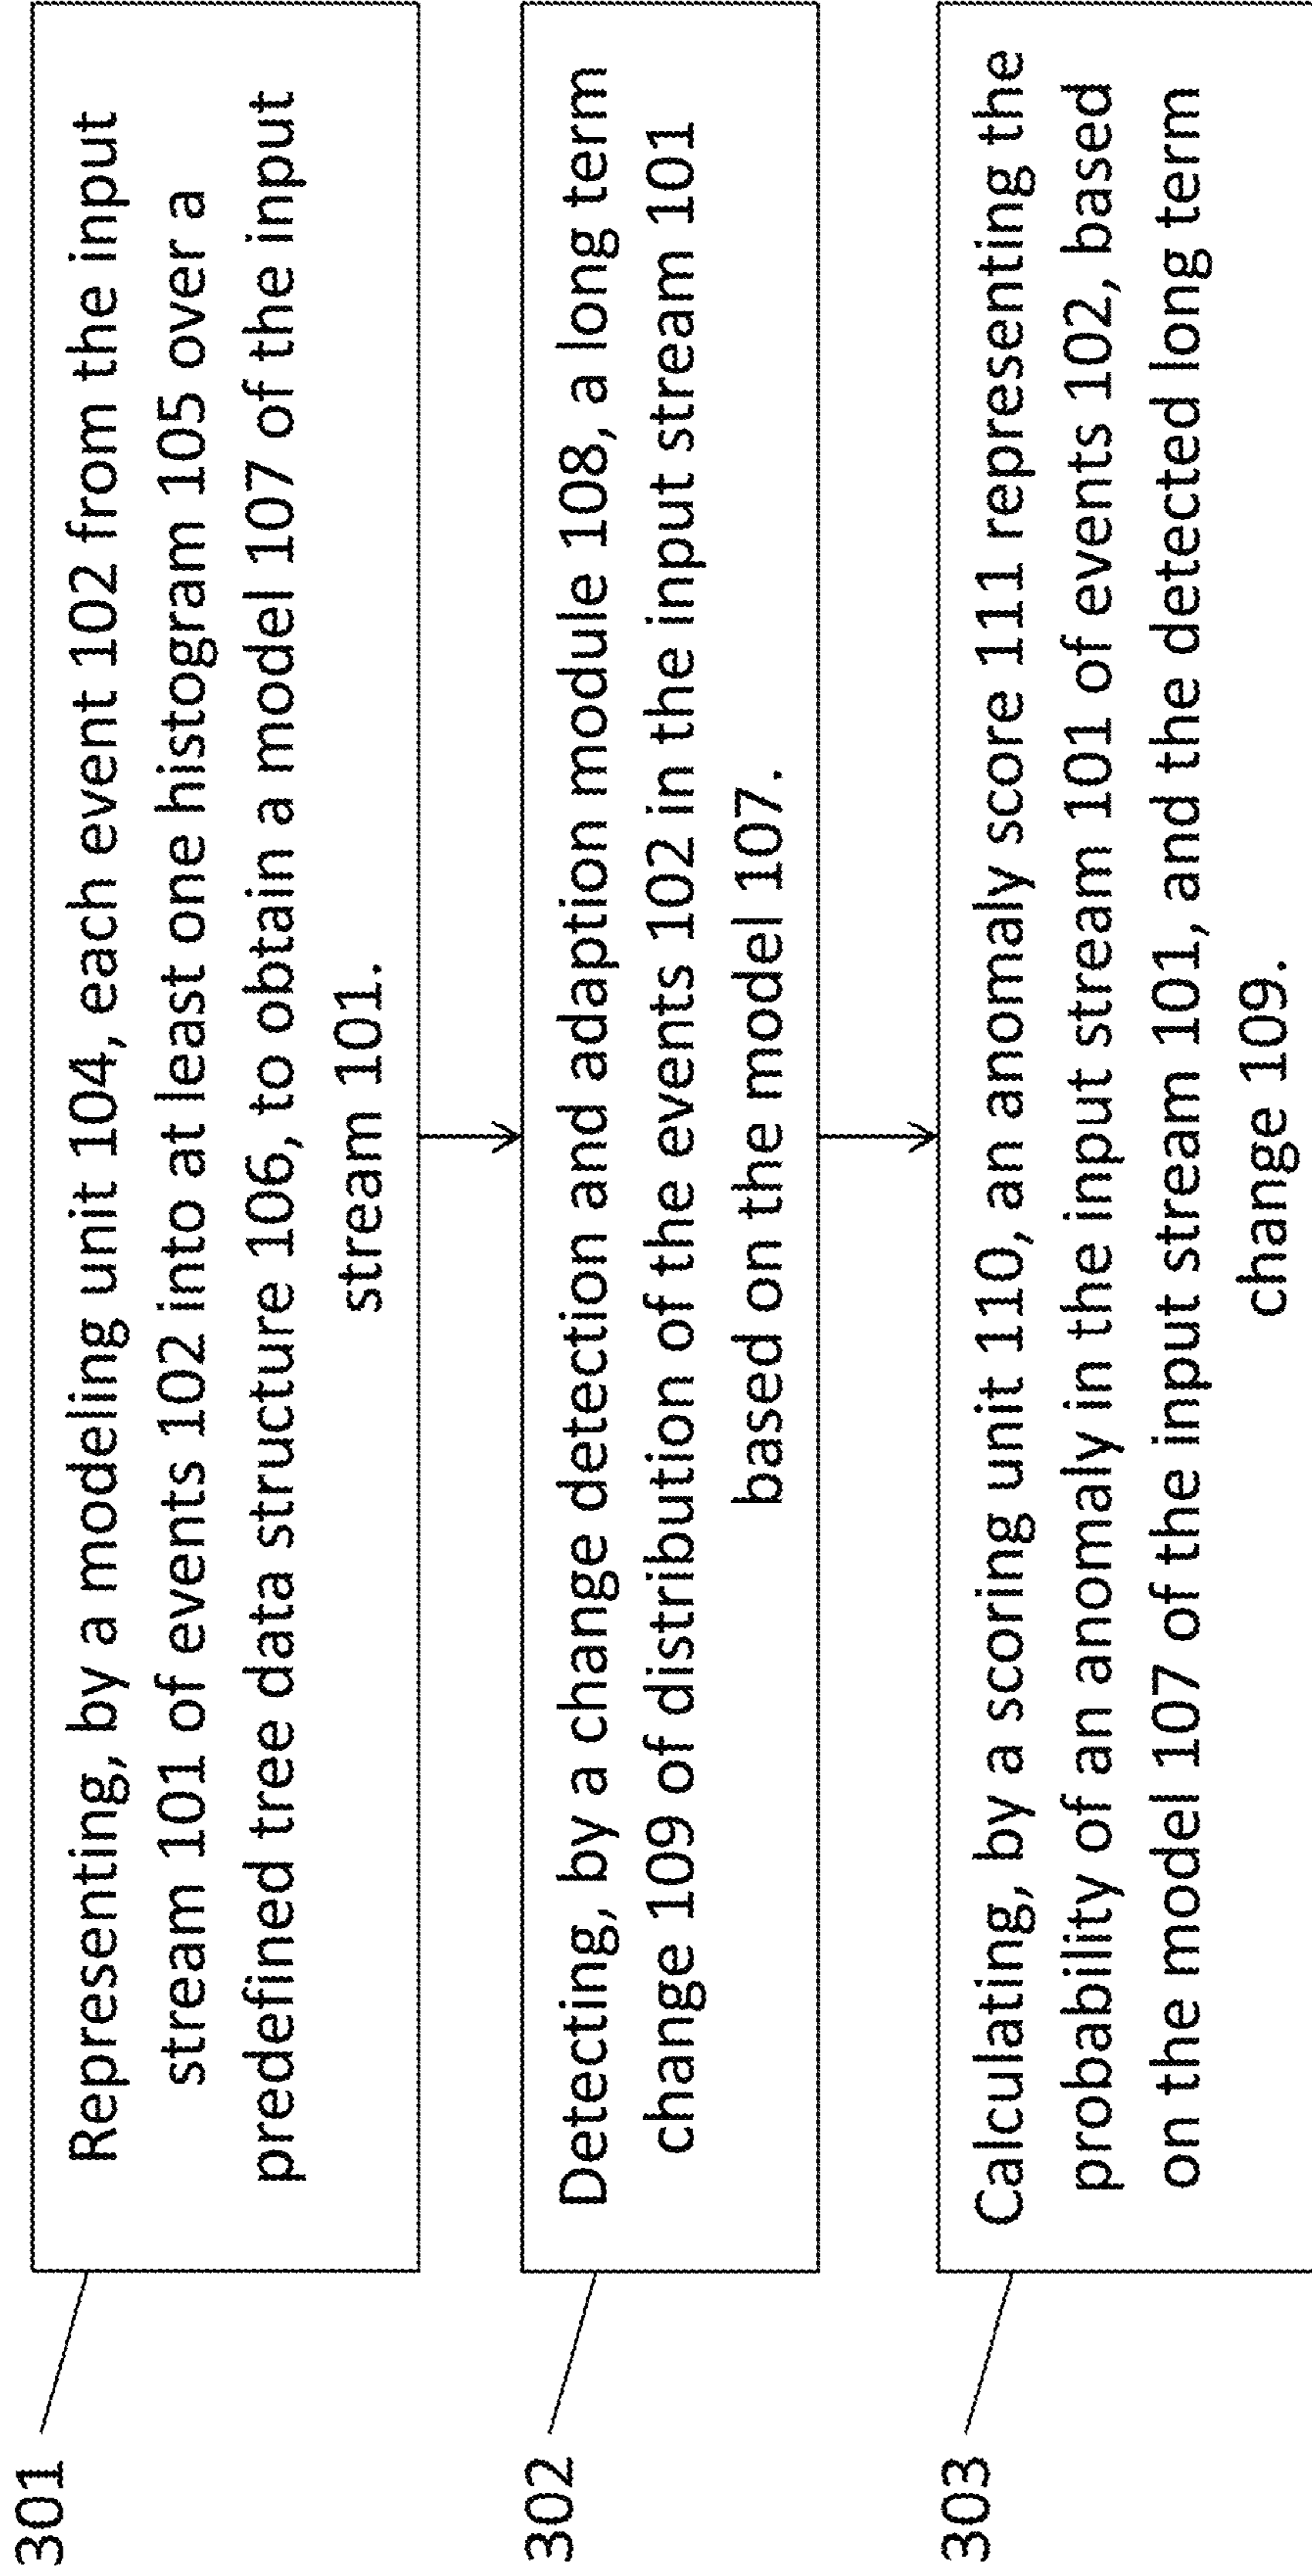 301
Representing, by a modeling unit 104, each event 102 from the input
stream 101 of events 102 into at least one histogram 105 over a
predefined tree data structure 106, to obtain a model 107 of the input
stream 101.
302
Detecting, by a change detection and adaption module 108, a long term
change 109 of distribution of the events 102 in the input stream 101
based on the model 107.
303
Calculating, by a scoring unit 110, an anomaly score 111 representing the
probability of an anomaly in the input stream 101 of events 102, based
on the model 107 of the input stream 101, and the detected long term
change 109.